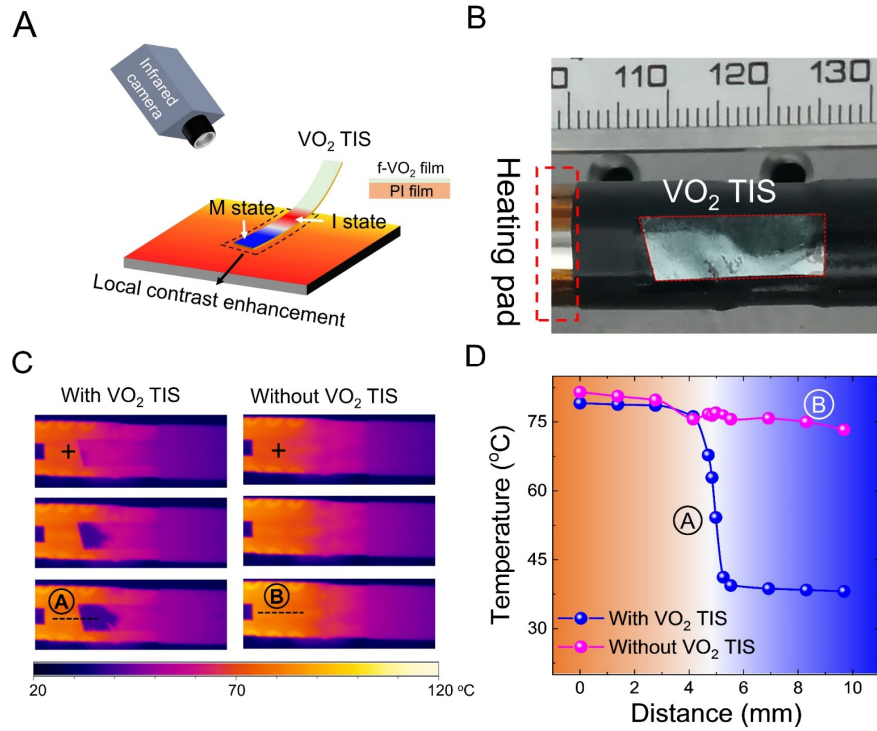 A
Infrared
camera
VO₂ TIS
f-VO₂ film
PI film
M state
I state
Local contrast enhancement
B
110
120
130
VO₂ TIS
Heating pad
C
With VO₂ TIS
Without VO₂ TIS
+
+
A
B
20
70
120
ºC
D
Temperature (ºC)
75
60
45
30
A
B
With VO₂ TIS
Without VO₂ TIS
0
2
4
6
8
10
Distance (mm)